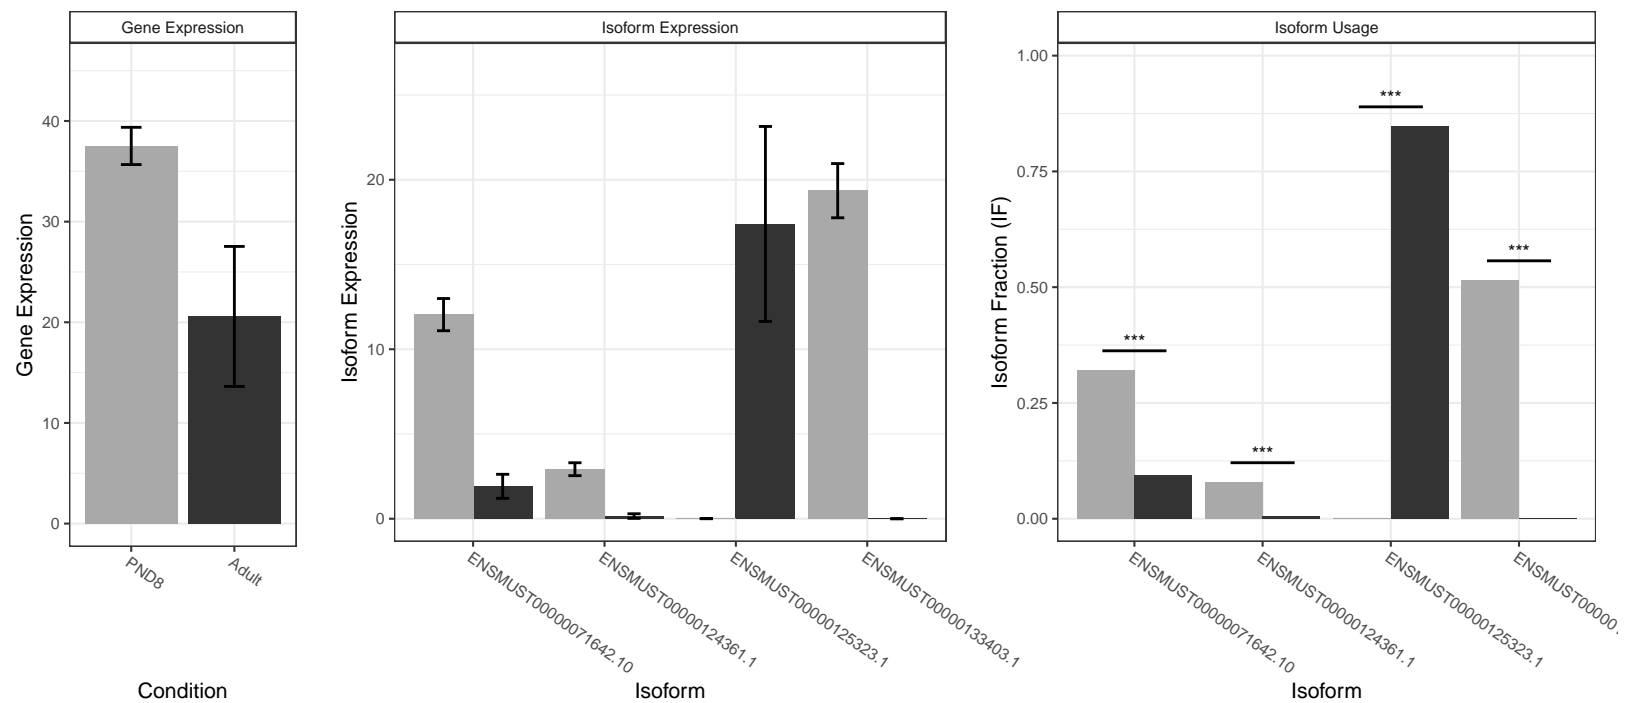 Gene Expression
Gene Expression
40
30
20
10
0
PND8
Adult
Condition
Isoform Expression
Isoform Expression
20
10
0
ENSMUST00000071642.10
ENSMUST00000124361.1
ENSMUST00000125323.1
ENSMUST00000133403.1
Isoform
Isoform Usage
Isoform Fraction (IF)
1.00
0.75
0.50
0.25
0.00
***
***
***
***
ENSMUST00000071642.10
ENSMUST00000124361.1
ENSMUST00000125323.1
ENSMUST00000
Isoform